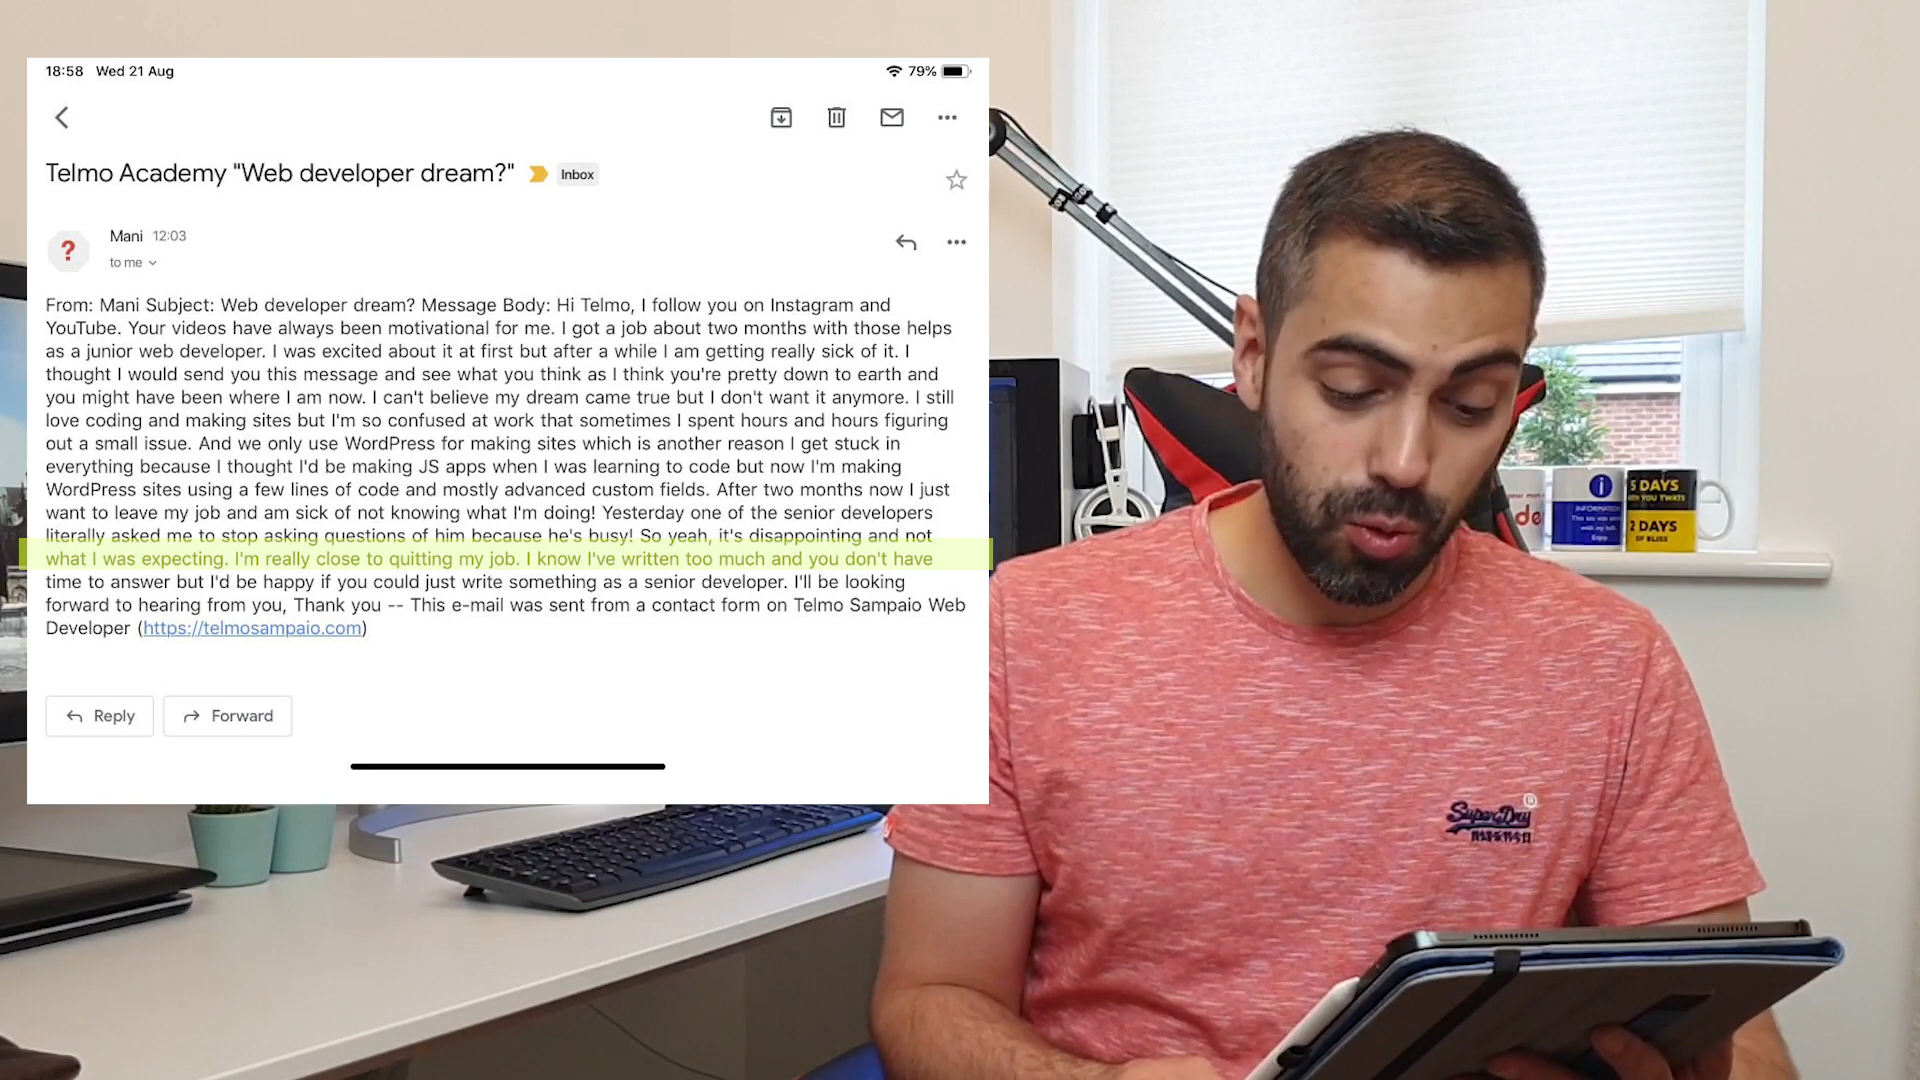 18:58 Wed 21 Aug 79%
Telmo Academy "Web developer dream?" Inbox
Mani 12:03
to me
From: Mani Subject: Web developer dream? Message Body: Hi Telmo, I follow you on Instagram and
YouTube. Your videos have always been motivational for me. I got a job about two months with those helps
as a junior web developer. I was excited about it at first but after a while I am getting really sick of it. I
thought I would send you this message and see what you think as I think you're pretty down to earth and
you might have been where I am now. I can't believe my dream came true but I don't want it anymore. I still
love coding and making sites but I'm so confused at work that sometimes I spent hours and hours figuring
out a small issue. And we only use WordPress for making sites which is another reason I get stuck in
everything because I thought I'd be making JS apps when I was learning to code but now I'm making
WordPress sites using a few lines of code and mostly advanced custom fields. After two months now I just
want to leave my job and am sick of not knowing what I'm doing! Yesterday one of the senior developers
literally asked me to stop asking questions of him because he's busy! So yeah, it's disappointing and not
what I was expecting. I'm really close to quitting my job. I know I've written too much and you don't have
time to answer but I'd be happy if you could just write something as a senior developer. I'll be looking
forward to hearing from you, Thank you -- This e-mail was sent from a contact form on Telmo Sampaio Web
Developer (https://telmosampaio.com)
Reply Forward
INFORMATION
Enjoy
5 DAYS
WITH YOU TWATS
2 DAYS
OF BLISS
SuperDry